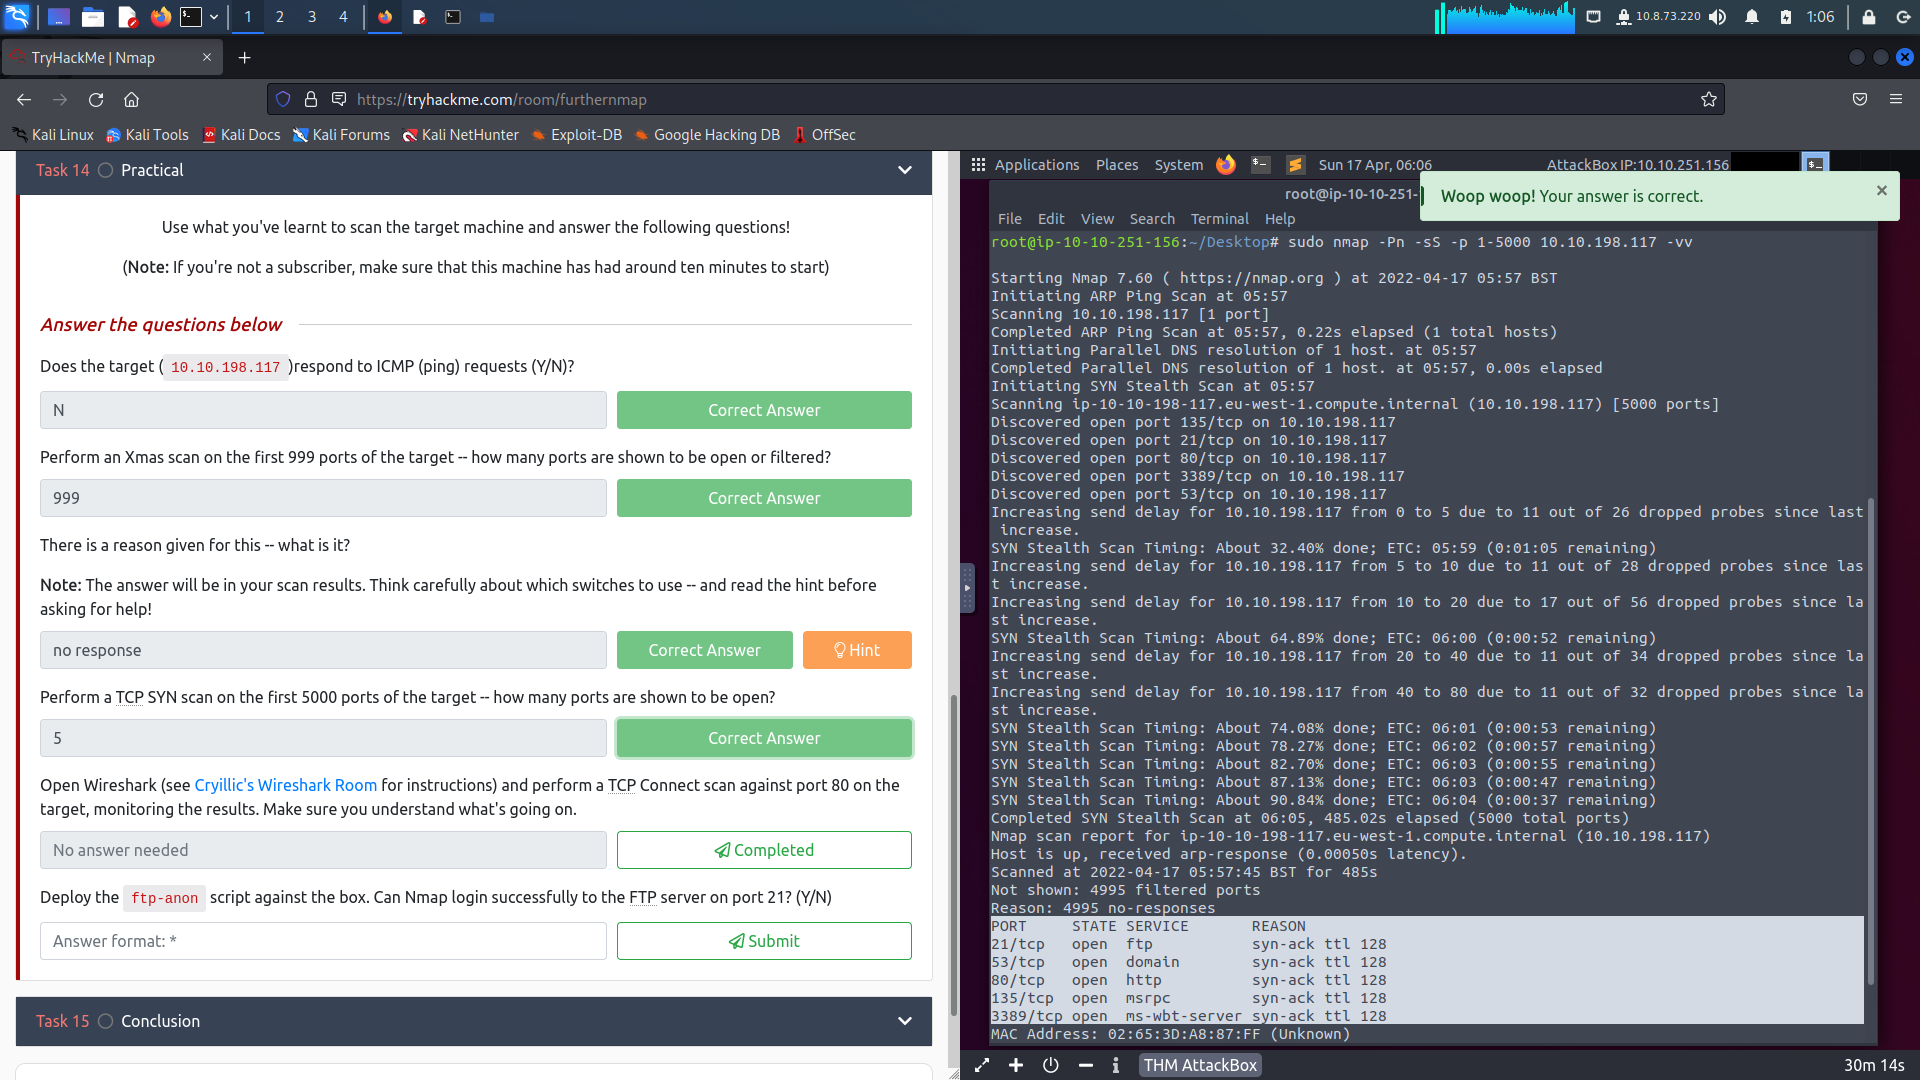 1
2
3
4
10.8.73.220
1:06
TryHackMe | Nmap
https://tryhackme.com/room/furthernmap
Kali Linux
Kali Tools
Kali Docs
Kali Forums
Kali NetHunter
Exploit-DB
Google Hacking DB
OffSec
Task 14
Practical
Use what you've learnt to scan the target machine and answer the following questions!
(Note: If you're not a subscriber, make sure that this machine has had around ten minutes to start)
Answer the questions below
Does the target ( 10.10.198.117 )respond to ICMP (ping) requests (Y/N)?
N
Correct Answer
Perform an Xmas scan on the first 999 ports of the target -- how many ports are shown to be open or filtered?
999
Correct Answer
There is a reason given for this -- what is it?
Note: The answer will be in your scan results. Think carefully about which switches to use -- and read the hint before
asking for help!
no response
Correct Answer
Hint
Perform a TCP SYN scan on the first 5000 ports of the target -- how many ports are shown to be open?
5
Correct Answer
Open Wireshark (see Cryillic's Wireshark Room for instructions) and perform a TCP Connect scan against port 80 on the
target, monitoring the results. Make sure you understand what's going on.
No answer needed
Completed
Deploy the ftp-anon script against the box. Can Nmap login successfully to the FTP server on port 21? (Y/N)
Answer format: *
Submit
Task 15
Conclusion
Applications
Places
System
Sun 17 Apr, 06:06
AttackBox IP:10.10.251.156
Woop woop! Your answer is correct.
root@ip-10-10-251-
File Edit View Search Terminal Help
root@ip-10-10-251-156:~/Desktop# sudo nmap -Pn -sS -p 1-5000 10.10.198.117 -vv
Starting Nmap 7.60 ( https://nmap.org ) at 2022-04-17 05:57 BST
Initiating ARP Ping Scan at 05:57
Scanning 10.10.198.117 [1 port]
Completed ARP Ping Scan at 05:57, 0.22s elapsed (1 total hosts)
Initiating Parallel DNS resolution of 1 host. at 05:57
Completed Parallel DNS resolution of 1 host. at 05:57, 0.00s elapsed
Initiating SYN Stealth Scan at 05:57
Scanning ip-10-10-198-117.eu-west-1.compute.internal (10.10.198.117) [5000 ports]
Discovered open port 135/tcp on 10.10.198.117
Discovered open port 21/tcp on 10.10.198.117
Discovered open port 80/tcp on 10.10.198.117
Discovered open port 3389/tcp on 10.10.198.117
Discovered open port 53/tcp on 10.10.198.117
Increasing send delay for 10.10.198.117 from 0 to 5 due to 11 out of 26 dropped probes since last
 increase.
SYN Stealth Scan Timing: About 32.40% done; ETC: 05:59 (0:01:05 remaining)
Increasing send delay for 10.10.198.117 from 5 to 10 due to 11 out of 28 dropped probes since las
t increase.
Increasing send delay for 10.10.198.117 from 10 to 20 due to 17 out of 56 dropped probes since la
st increase.
SYN Stealth Scan Timing: About 64.89% done; ETC: 06:00 (0:00:52 remaining)
Increasing send delay for 10.10.198.117 from 20 to 40 due to 11 out of 34 dropped probes since la
st increase.
Increasing send delay for 10.10.198.117 from 40 to 80 due to 11 out of 32 dropped probes since la
st increase.
SYN Stealth Scan Timing: About 74.08% done; ETC: 06:01 (0:00:53 remaining)
SYN Stealth Scan Timing: About 78.27% done; ETC: 06:02 (0:00:57 remaining)
SYN Stealth Scan Timing: About 82.70% done; ETC: 06:03 (0:00:55 remaining)
SYN Stealth Scan Timing: About 87.13% done; ETC: 06:03 (0:00:47 remaining)
SYN Stealth Scan Timing: About 90.84% done; ETC: 06:04 (0:00:37 remaining)
Completed SYN Stealth Scan at 06:05, 485.02s elapsed (5000 total ports)
Nmap scan report for ip-10-10-198-117.eu-west-1.compute.internal (10.10.198.117)
Host is up, received arp-response (0.00050s latency).
Scanned at 2022-04-17 05:57:45 BST for 485s
Not shown: 4995 filtered ports
Reason: 4995 no-responses
PORT     STATE SERVICE       REASON
21/tcp   open  ftp           syn-ack ttl 128
53/tcp   open  domain        syn-ack ttl 128
80/tcp   open  http          syn-ack ttl 128
135/tcp  open  msrpc         syn-ack ttl 128
3389/tcp open  ms-wbt-server syn-ack ttl 128
MAC Address: 02:65:3D:A8:87:FF (Unknown)
THM AttackBox
30m 14s